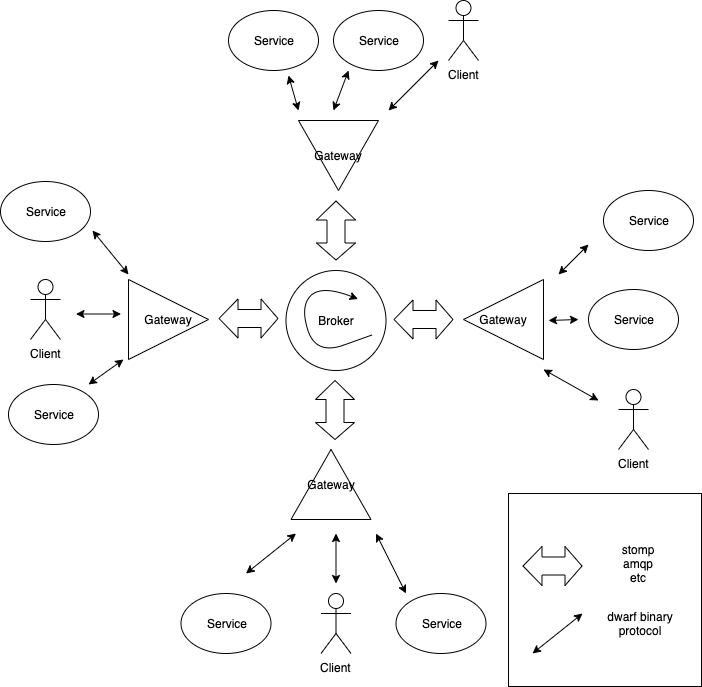 Service
Service
Client
Gateway
Service
Service
Client
Gateway
Broker
Gateway
Service
Service
Client
Gateway
Service
Client
Service
stomp
amqp
etc
dwarf binary
protocol
Client